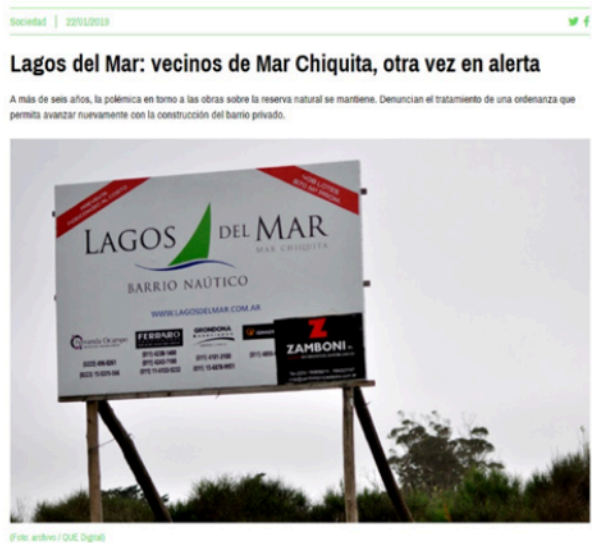 Sociedad | 22/01/2019
Lagos del Mar: vecinos de Mar Chiquita, otra vez en alerta
A más de seis años, la polémica en torno a las obras sobre la reserva natural se mantiene. Denuncian el tratamiento de una ordenanza que
permita avanzar nuevamente con la construcción del barrio privado.
LAGOS DEL MAR
MAR CHIQUITA
BARRIO NAÚTICO
WWW.LAGOSDELMAR.COM.AR
Ocampo
FERRARO
GRONDONA
ZAMBONI
(Foto: archivo / QUE Digital)